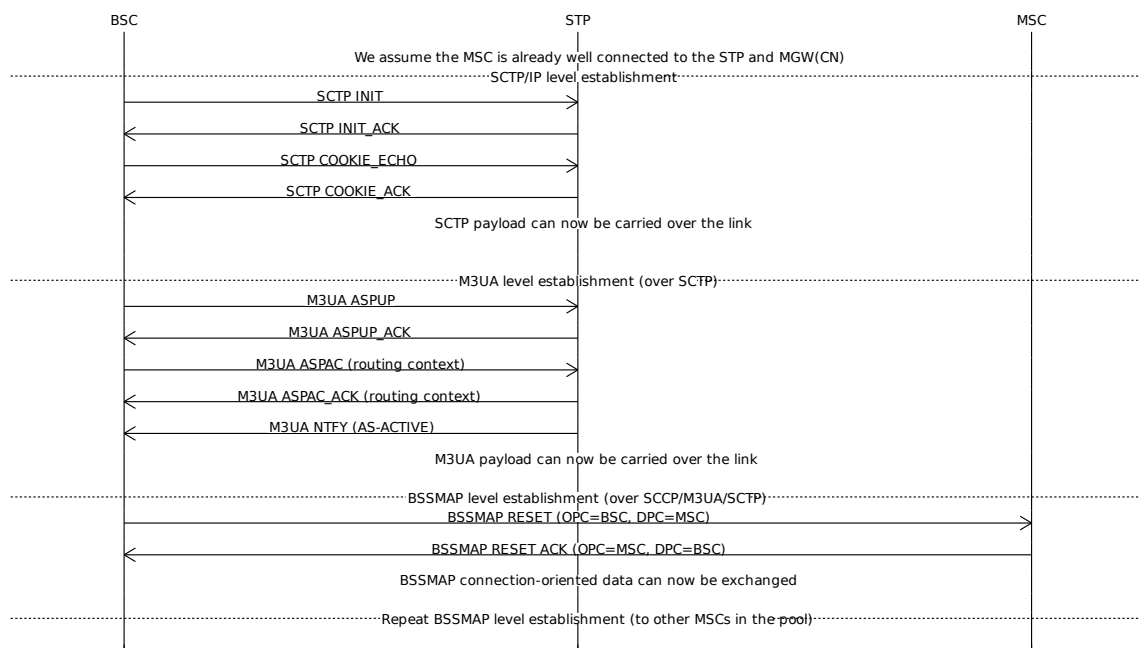 BSC STP MSC
We assume the MSC is already well connected to the STP and MGW(CN)
SCTP/IP level establishment
SCTP INIT
SCTP INIT_ACK
SCTP COOKIE_ECHO
SCTP COOKIE_ACK
SCTP payload can now be carried over the link
M3UA level establishment (over SCTP)
M3UA ASPUP
M3UA ASPUP_ACK
M3UA ASPAC (routing context)
M3UA ASPAC_ACK (routing context)
M3UA NTFY (AS-ACTIVE)
M3UA payload can now be carried over the link
BSSMAP level establishment (over SCCP/M3UA/SCTP)
BSSMAP RESET (OPC=BSC, DPC=MSC)
BSSMAP RESET ACK (OPC=MSC, DPC=BSC)
BSSMAP connection-oriented data can now be exchanged
Repeat BSSMAP level establishment (to other MSCs in the pool)